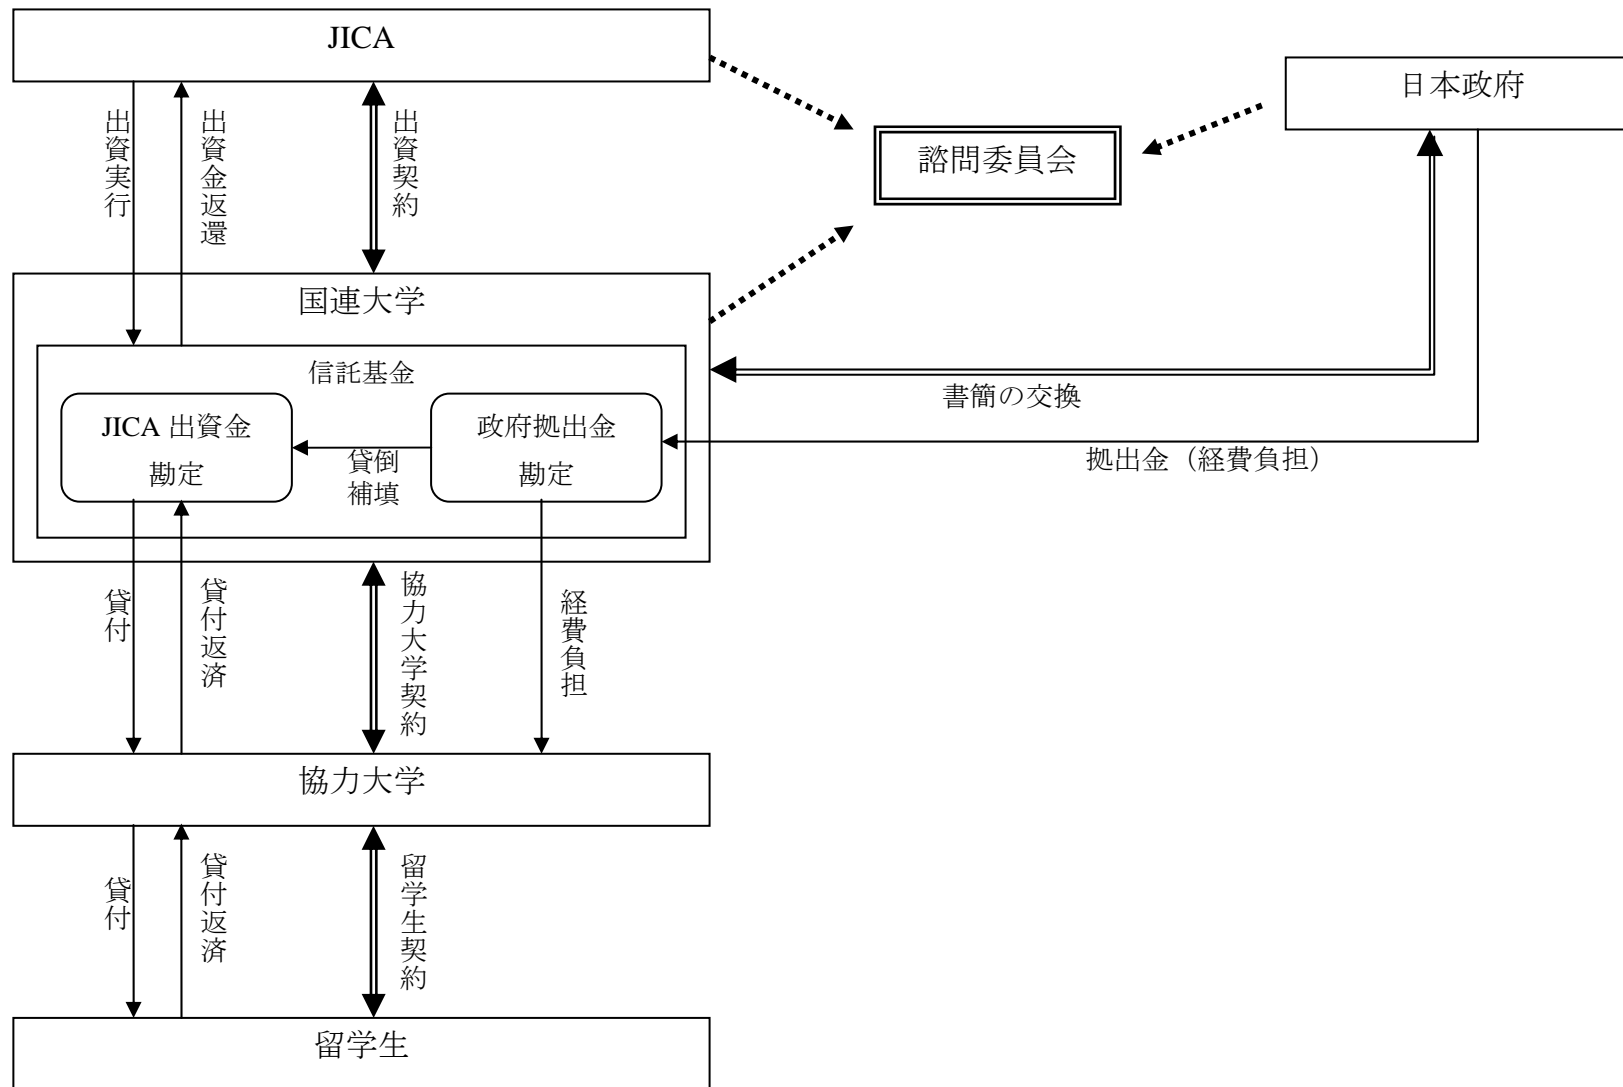 JICA
日本政府
諮問委員会
出資実行
出資金返還
出資契約
国連大学
信託基金
JICA 出資金
勘定
貸倒
補填
政府拠出金
勘定
書簡の交換
拠出金（経費負担）
貸付
貸付返済
協力大学契約
経費負担
協力大学
貸付
貸付返済
留学生契約
留学生